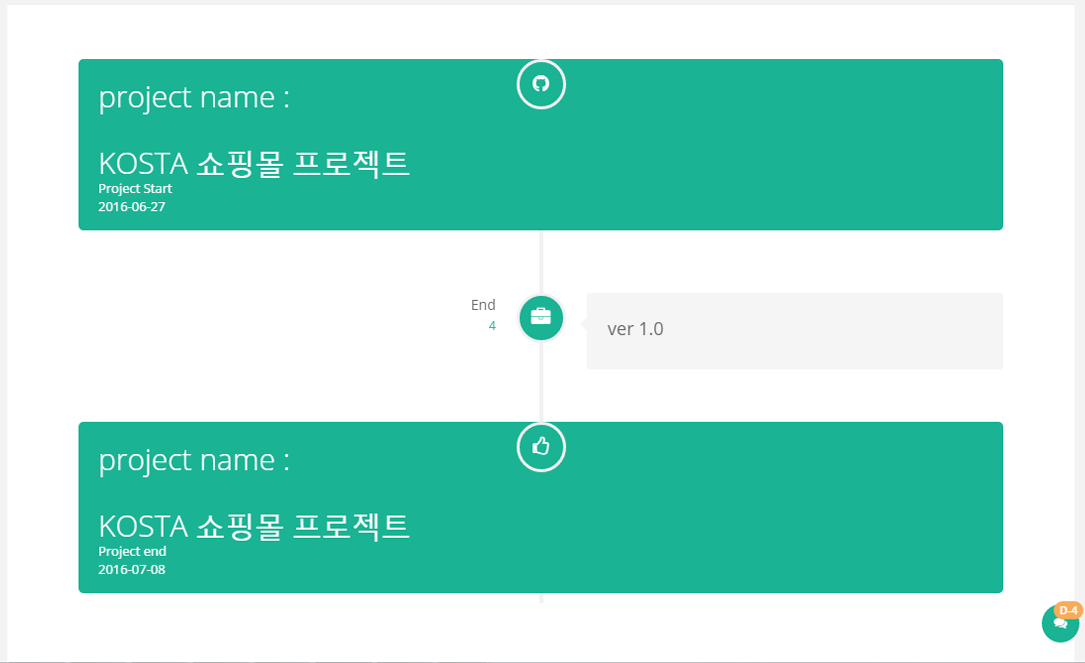 project name :
KOSTA 쇼핑몰 프로젝트
Project Start
2016-06-27
End
4
ver 1.0
project name :
KOSTA 쇼핑몰 프로젝트
Project end
2016-07-08
D-4